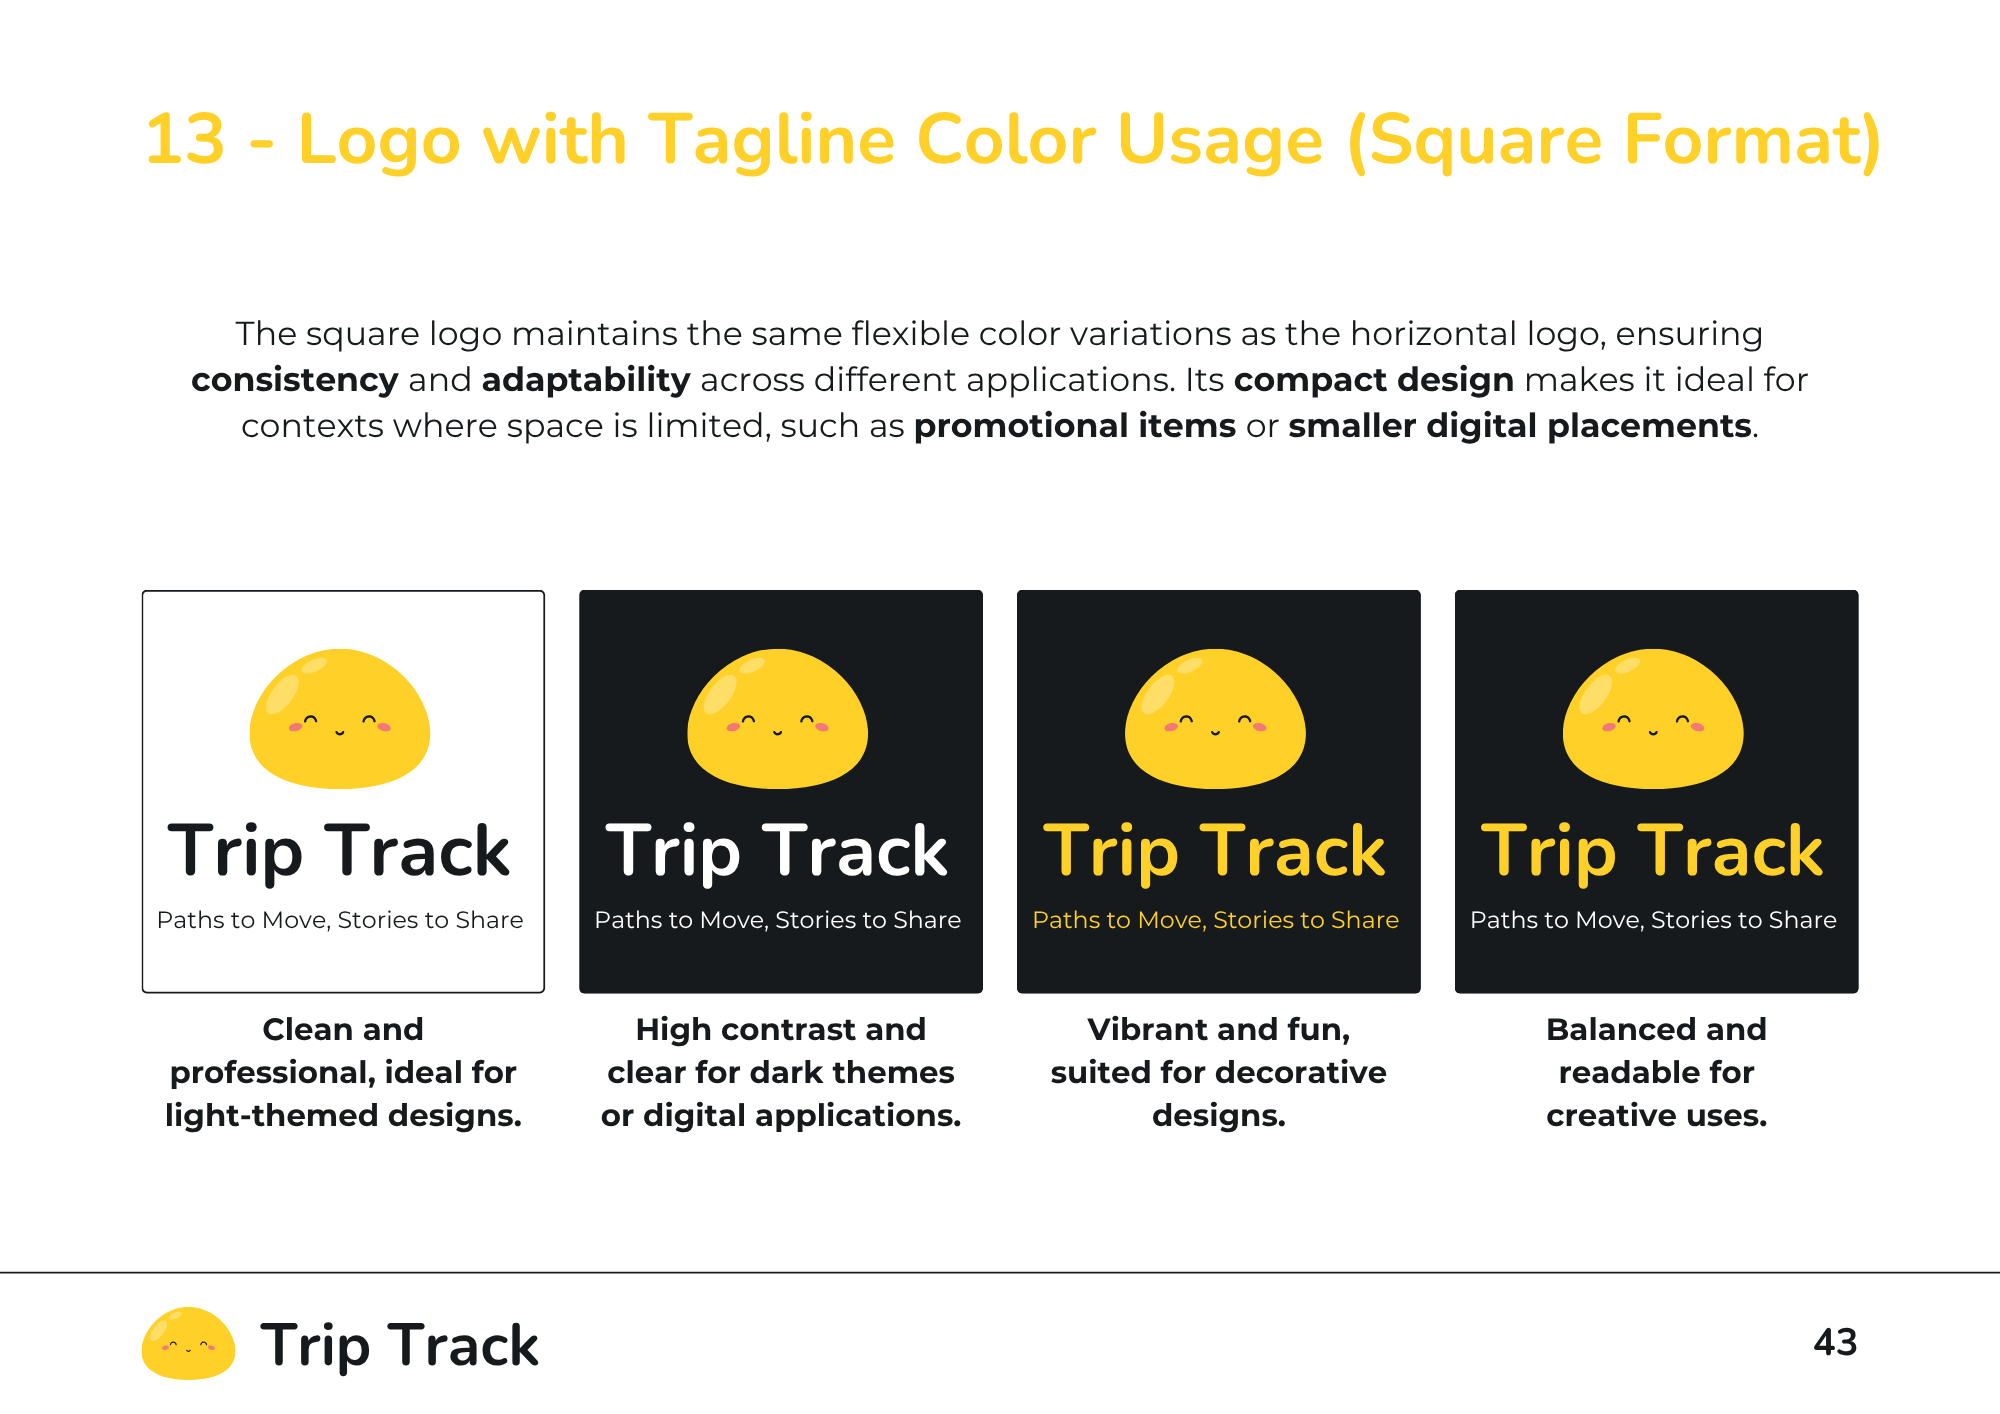 13 - Logo with Tagline Color Usage (Square Format)
The square logo maintains the same flexible color variations as the horizontal logo, ensuring
consistency and adaptability across different applications. Its compact design makes it ideal for
contexts where space is limited, such as promotional items or smaller digital placements.
Trip Track
Paths to Move, Stories to Share
Clean and
professional, ideal for
light-themed designs.
Trip Track
Paths to Move, Stories to Share
High contrast and
clear for dark themes
or digital applications.
Trip Track
Paths to Move, Stories to Share
Vibrant and fun,
suited for decorative
designs.
Trip Track
Paths to Move, Stories to Share
Balanced and
readable for
creative uses.
Trip Track
43